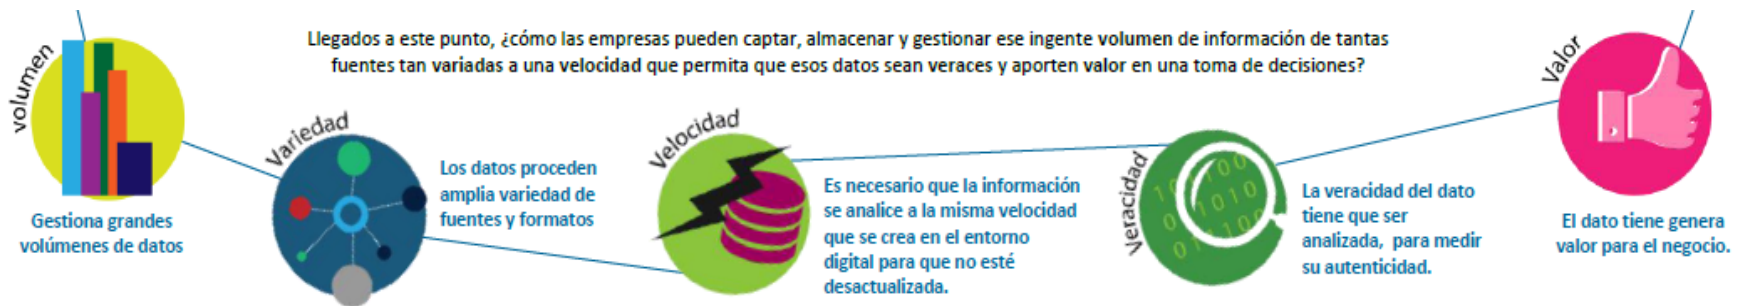 Llegados a este punto, ¿cómo las empresas pueden captar, almacenar y gestionar ese ingente volumen de información de tantas
fuentes tan variadas a una velocidad que permita que esos datos sean veraces y aporten valor en una toma de decisiones?
volumen
Gestiona grandes
volúmenes de datos
Variedad
Los datos proceden
amplia variedad de
fuentes y formatos
Velocidad
Es necesario que la información
se analice a la misma velocidad
que se crea en el entorno
digital para que no esté
desactualizada.
Veracidad
La veracidad del dato
tiene que ser
analizada, para medir
su autenticidad.
Valor
El dato tiene genera
valor para el negocio.